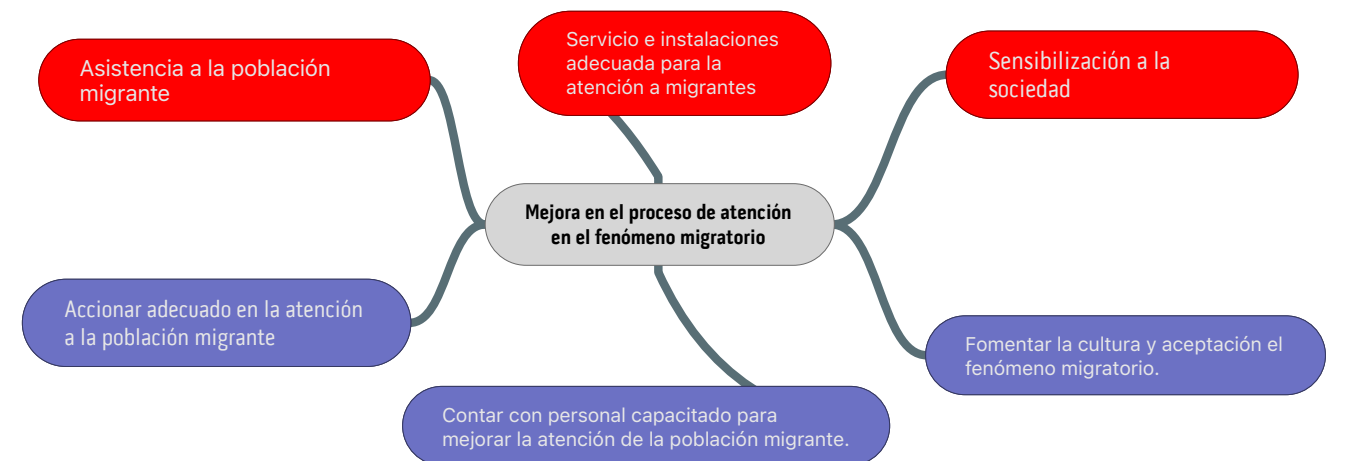 Asistencia a la población
migrante
Servicio e instalaciones
adecuada para la
atención a migrantes
Sensibilización a la
sociedad
Mejora en el proceso de atención
en el fenómeno migratorio
Accionar adecuado en la atención
a la población migrante
Contar con personal capacitado para
mejorar la atención de la población migrante.
Fomentar la cultura y aceptación el
fenómeno migratorio.